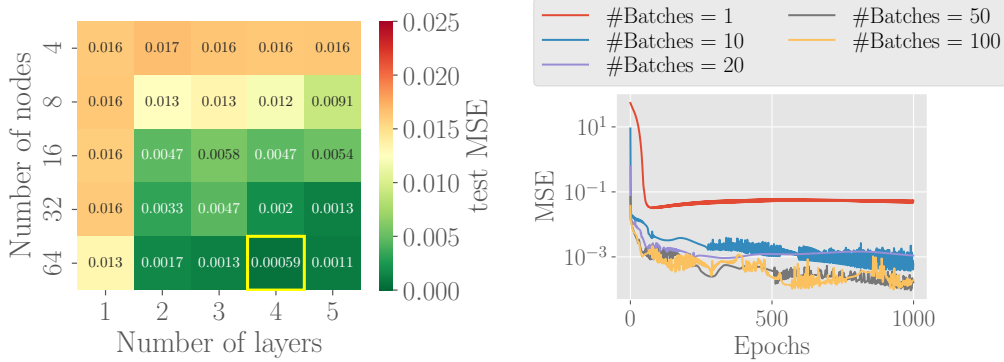 0.016 0.017 0.016 0.016 0.016
0.016 0.013 0.013 0.012 0.0091
0.016 0.0047 0.0058 0.0047 0.0054
0.016 0.0033 0.0047 0.002 0.0013
0.013 0.0017 0.0013 0.00059 0.0011
4
8
16
32
64
Number of nodes
1 2 3 4 5
Number of layers
0.025
0.020
0.015
0.010
0.005
0.000
test MSE
#Batches = 1
#Batches = 10
#Batches = 20
#Batches = 50
#Batches = 100
10^1
10^-1
10^-3
MSE
0 500 1000
Epochs